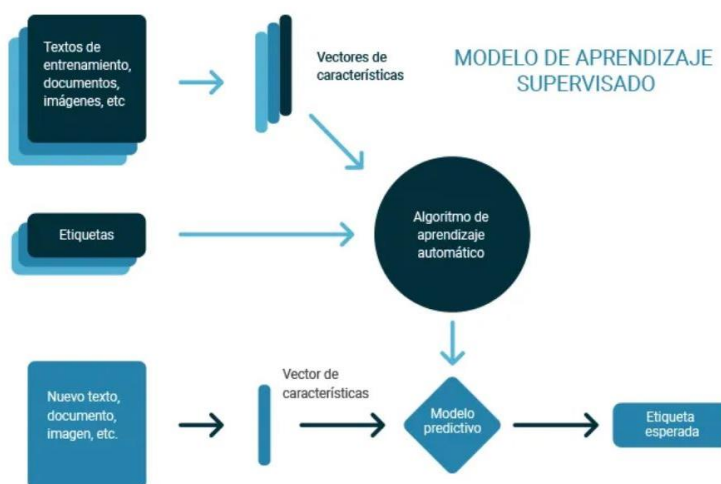 Textos de
entrenamiento,
documentos,
imágenes, etc
Vectores de
características
MODELO DE APRENDIZAJE
SUPERVISADO
Etiquetas
Algoritmo de
aprendizaje
automático
Nuevo texto,
documento,
imagen, etc.
Vector de
características
Modelo
predictivo
Etiqueta
esperada